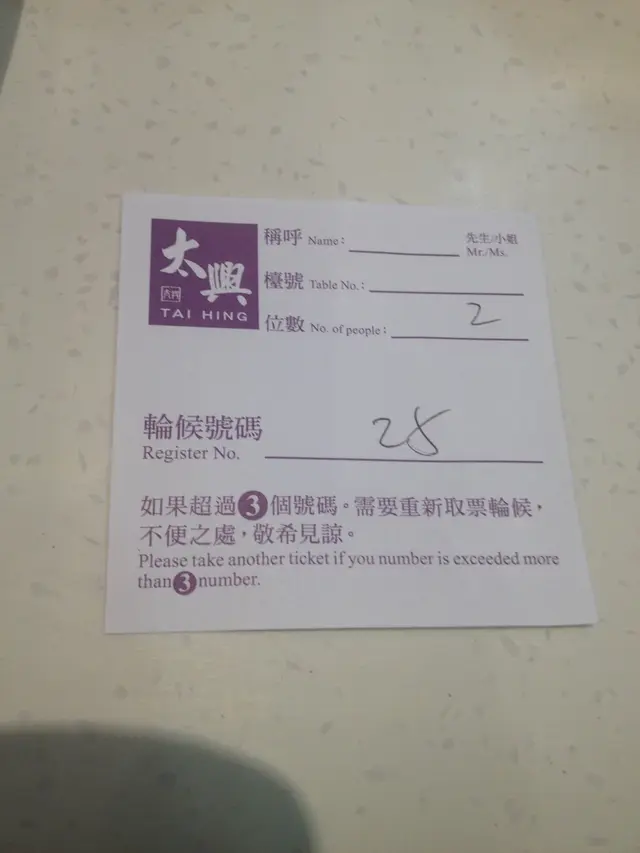 太興
TAI HING
稱呼 Name: 先生/小姐
Mr./Ms.
檯號 Table No.:
位數 No. of people: 2
輪候號碼 28
Register No.
如果超過3個號碼。需要重新取票輪候，
不便之處，敬希見諒。
Please take another ticket if you number is exceeded more
than 3 number.